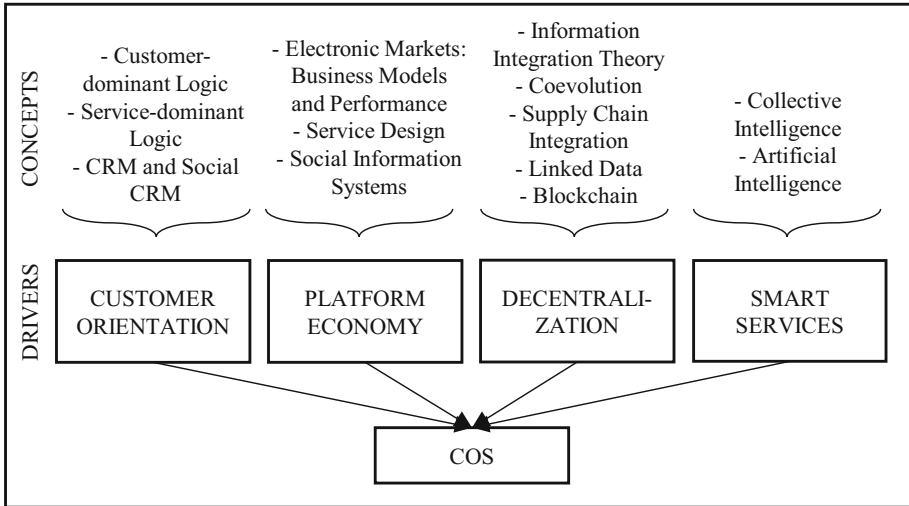 CONCEPTS
- Customer-
dominant Logic
- Service-dominant
Logic
- CRM and Social
CRM
- Electronic Markets:
Business Models
and Performance
- Service Design
- Social Information
Systems
- Information
Integration Theory
- Coevolution
- Supply Chain
Integration
- Linked Data
- Blockchain
- Collective
Intelligence
- Artificial
Intelligence
DRIVERS
CUSTOMER
ORIENTATION
PLATFORM
ECONOMY
DECENTRALI-
ZATION
SMART
SERVICES
COS